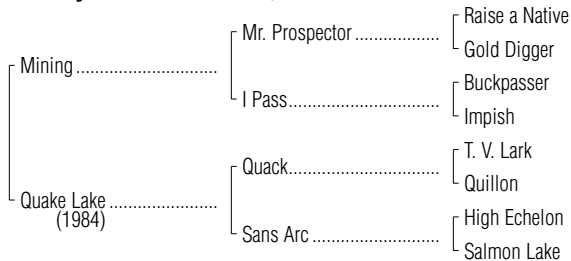 Raise a Native
Mr. Prospector ..................
Gold Digger
Mining ..............................
Buckpasser
I Pass................................
Impish
T. V. Lark
Quack................................
Quillon
Quake Lake .......................
(1984)
High Echelon
Sans Arc ...........................
Salmon Lake